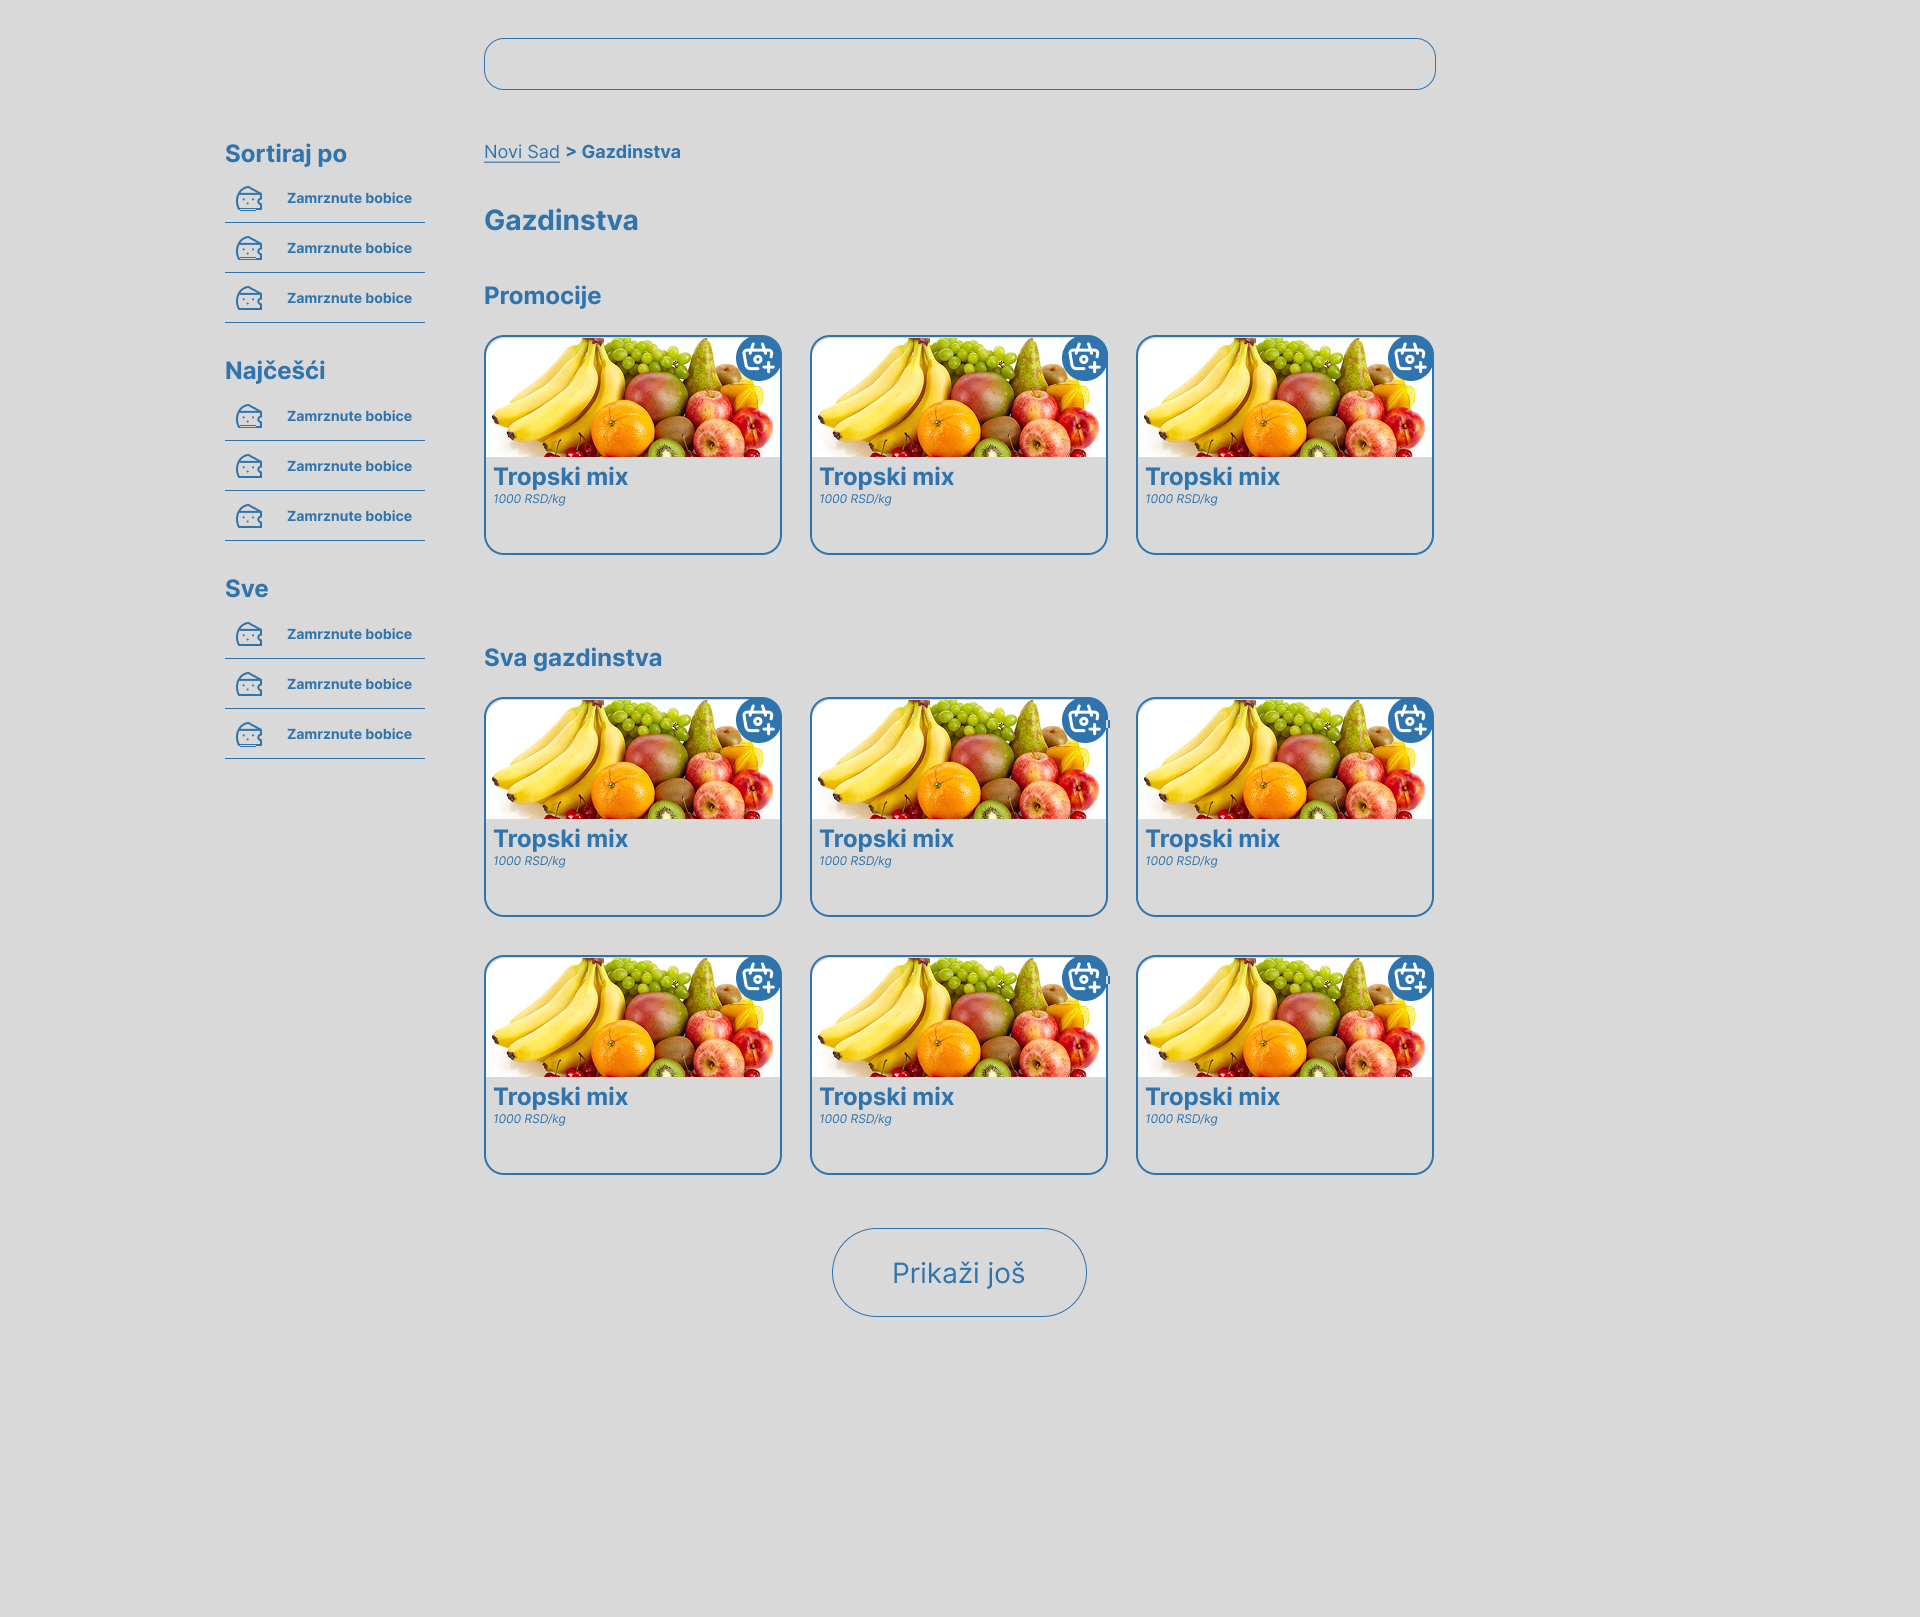 Sortiraj po
Zamrznute bobice
Zamrznute bobice
Zamrznute bobice
Najčešći
Zamrznute bobice
Zamrznute bobice
Zamrznute bobice
Sve
Zamrznute bobice
Zamrznute bobice
Zamrznute bobice
Novi Sad > Gazdinstva
Gazdinstva
Promocije
Tropski mix
1000 RSD/kg
Tropski mix
1000 RSD/kg
Tropski mix
1000 RSD/kg
Sva gazdinstva
Tropski mix
1000 RSD/kg
Tropski mix
1000 RSD/kg
Tropski mix
1000 RSD/kg
Tropski mix
1000 RSD/kg
Tropski mix
1000 RSD/kg
Tropski mix
1000 RSD/kg
Prikaži još